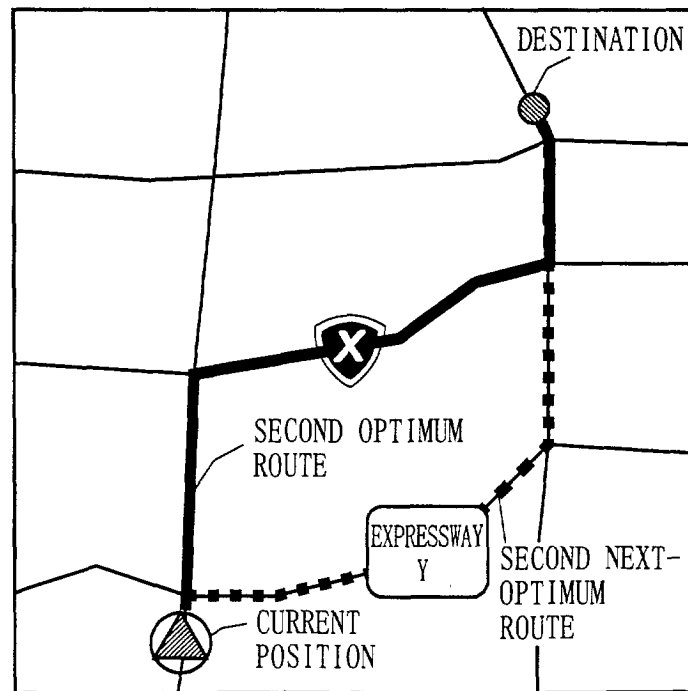 DESTINATION
X
SECOND OPTIMUM
ROUTE
EXPRESSWAY
Y
SECOND NEXT-
OPTIMUM
ROUTE
CURRENT
POSITION